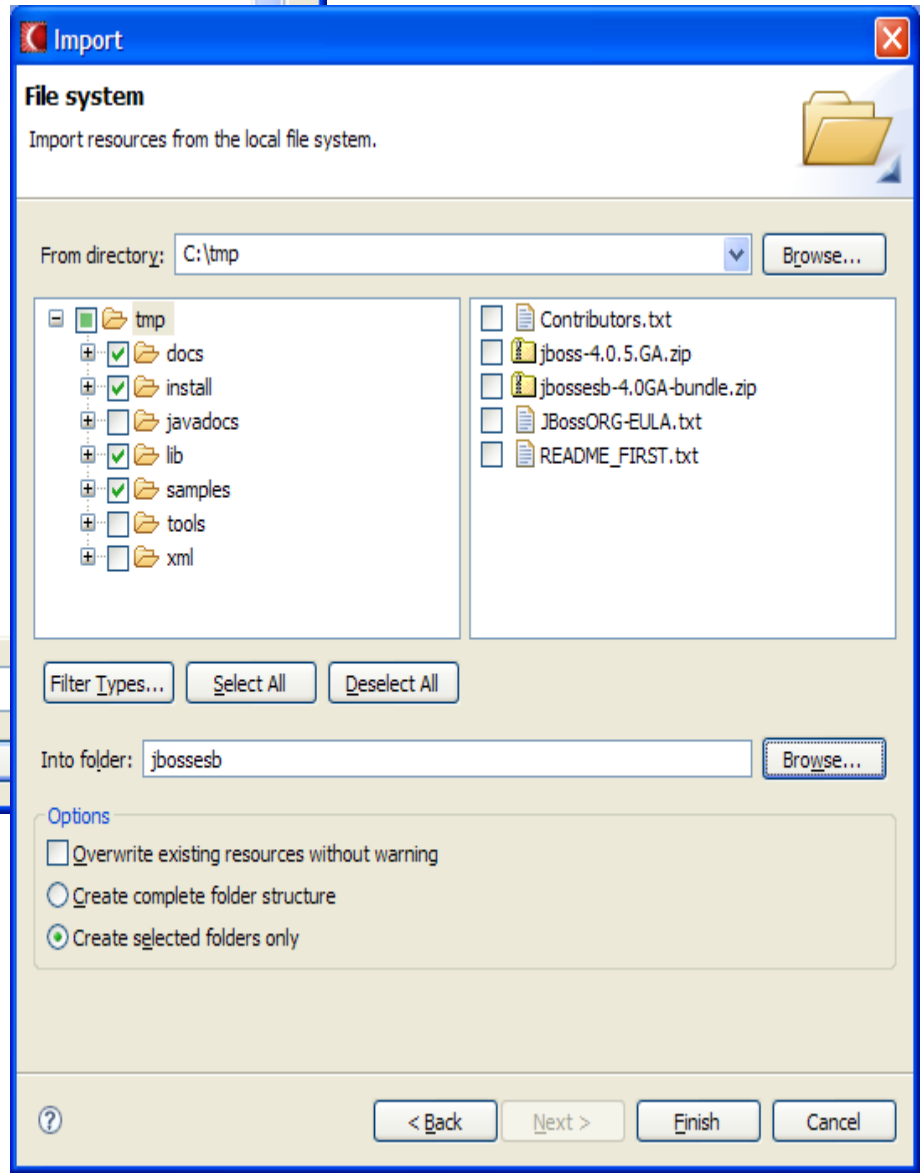 Import
File system
Import resources from the local file system.
From directory: C:\tmp Browse...
tmp
docs
install
javadocs
lib
samples
tools
xml
Contributors.txt
jboss-4.0.5.GA.zip
jbossesb-4.0GA-bundle.zip
JBossORG-EULA.txt
README_FIRST.txt
Filter Types... Select All Deselect All
Into folder: jbossesb Browse...
Options
Overwrite existing resources without warning
Create complete folder structure
Create selected folders only
? < Back Next > Finish Cancel